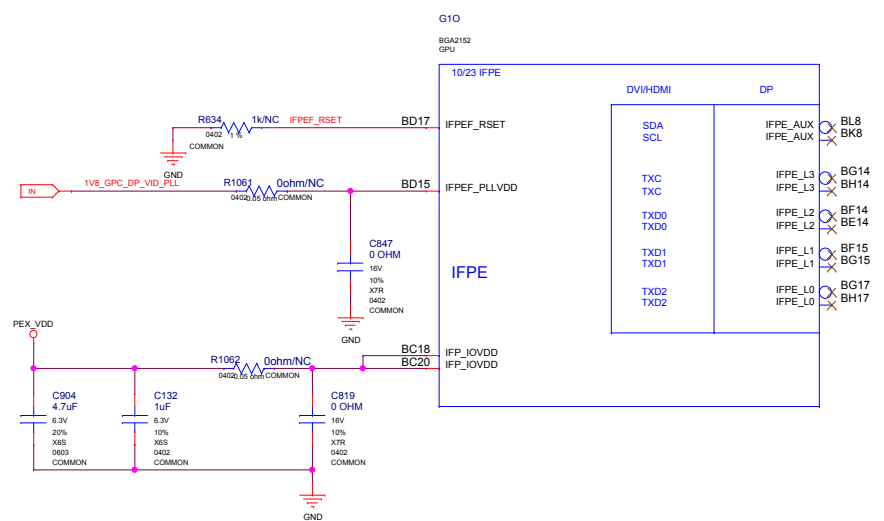 G1O
BGA2152
GPU
10/23 IFPE
DVI/HDMI
DP
R634
1k/NC
IFPEF_RSET
BD17
IFPEF_RSET
0402
1 %
COMMON
GND
SDA
SCL
IFPE_AUX
IFPE_AUX
BL8
BK8
IN
1V8_GPC_DP_VID_PLL
R1061
0ohm/NC
BD15
IFPEF_PLLVDD
0402
0.05 ohm
COMMON
TXC
TXC
IFPE_L3
IFPE_L3
BG14
BH14
TXD0
TXD0
IFPE_L2
IFPE_L2
BF14
BE14
TXD1
TXD1
IFPE_L1
IFPE_L1
BF15
BG15
TXD2
TXD2
IFPE_L0
IFPE_L0
BG17
BH17
C847
0 OHM
16V
10%
X7R
0402
COMMON
GND
IFPE
PEX_VDD
R1062
0ohm/NC
0402
0.05 ohm
COMMON
BC18
BC20
IFP_IOVDD
IFP_IOVDD
C904
4.7uF
6.3V
20%
X6S
0603
COMMON
C132
1uF
6.3V
10%
X6S
0402
COMMON
C819
0 OHM
16V
10%
X7R
0402
COMMON
GND